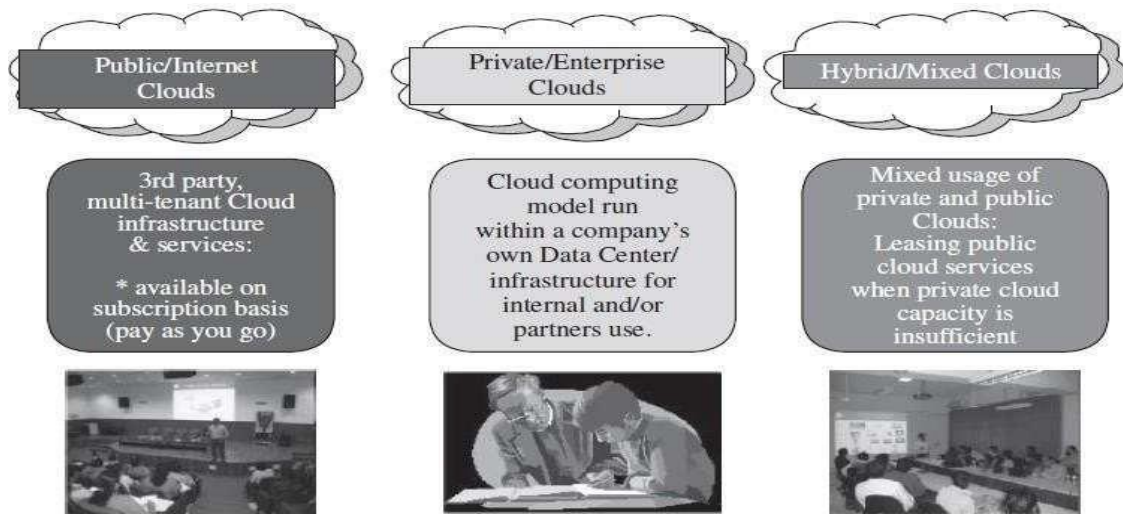 Public/Internet
Clouds
Private/Enterprise
Clouds
Hybrid/Mixed Clouds
3rd party,
multi-tenant Cloud
infrastructure
& services:
* available on
subscription basis
(pay as you go)
Cloud computing
model run
within a company's
own Data Center/
infrastructure for
internal and/or
partners use.
Mixed usage of
private and public
Clouds:
Leasing public
cloud services
when private cloud
capacity is
insufficient